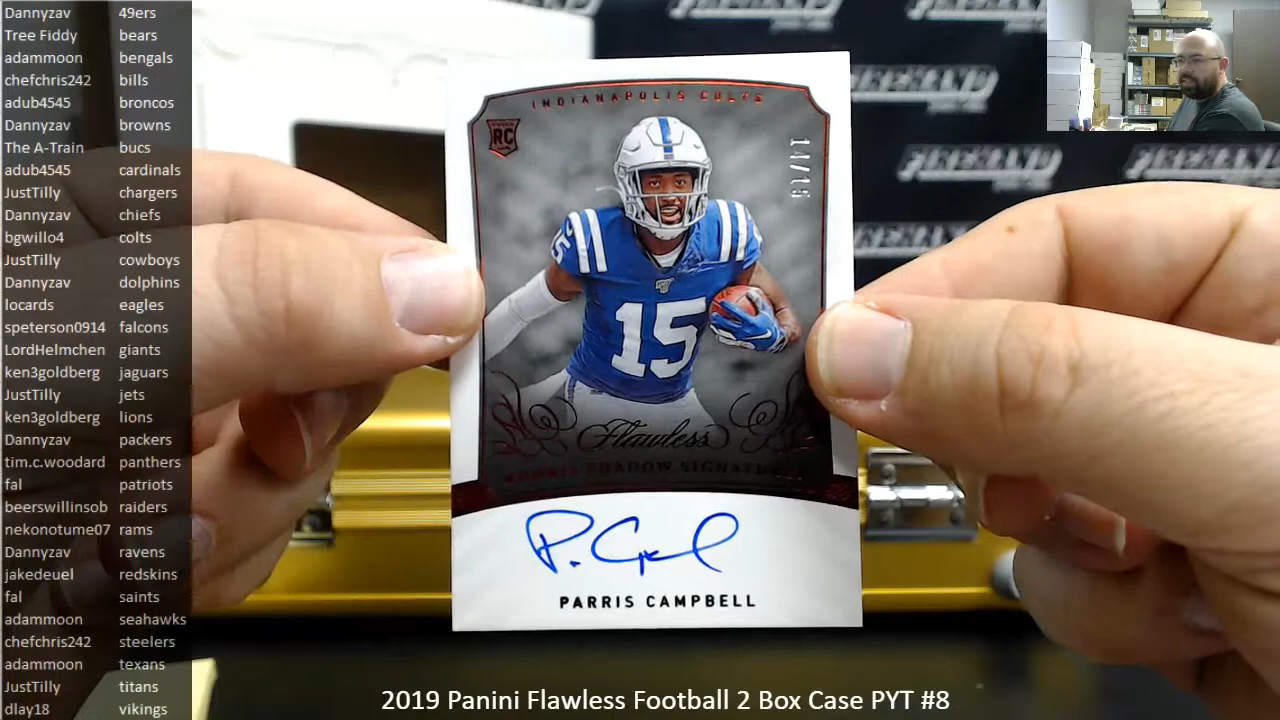 Dannyzav 49ers
Tree Fiddy bears
adammoon bengals
chefchris242 bills
adub4545 broncos
Dannyzav browns
The A-Train bucs
adub4545 cardinals
JustTilly chargers
Dannyzav chiefs
bgwillo4 colts
JustTilly cowboys
Dannyzav dolphins
locards eagles
speterson0914 falcons
LordHelmchen giants
ken3goldberg jaguars
JustTilly jets
ken3goldberg lions
Dannyzav packers
tim.c.woodard panthers
fal patriots
beerswillinsob raiders
nekonotume07 rams
Dannyzav ravens
jakedeuel redskins
fal saints
adammoon seahawks
chefchris242 steelers
adammoon texans
JustTilly titans
dlay18 vikings
INDIANAPOLIS COLTS
RC
15
15
Flawless
SHADOW
P. C
PARRIS CAMPBELL
2019 Panini Flawless Football 2 Box Case PYT #8